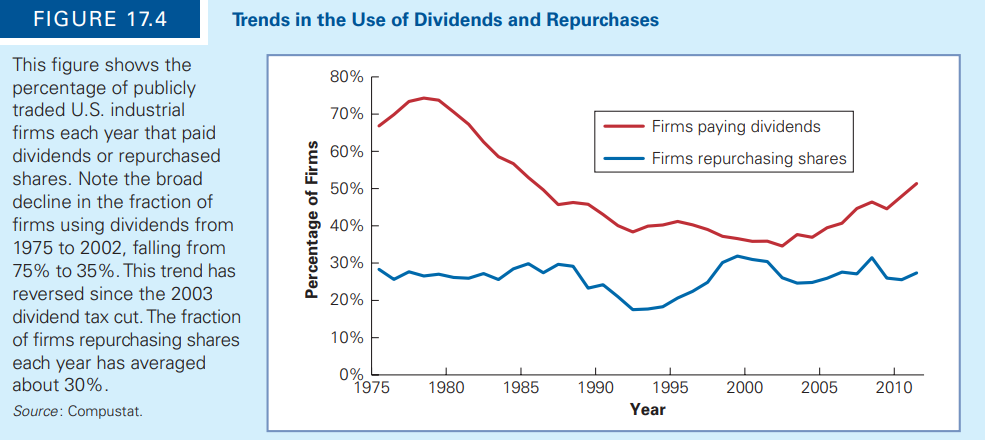 FIGURE 17.4
Trends in the Use of Dividends and Repurchases
This figure shows the
percentage of publicly
traded U.S. industrial
firms each year that paid
dividends or repurchased
shares. Note the broad
decline in the fraction of
firms using dividends from
1975 to 2002, falling from
75% to 35%. This trend has
reversed since the 2003
dividend tax cut. The fraction
of firms repurchasing shares
each year has averaged
about 30%.
Source: Compustat.
Percentage of Firms
80%
70%
60%
50%
40%
30%
20%
10%
0%
Firms paying dividends
Firms repurchasing shares
1975 1980 1985 1990 1995 2000 2005 2010
Year